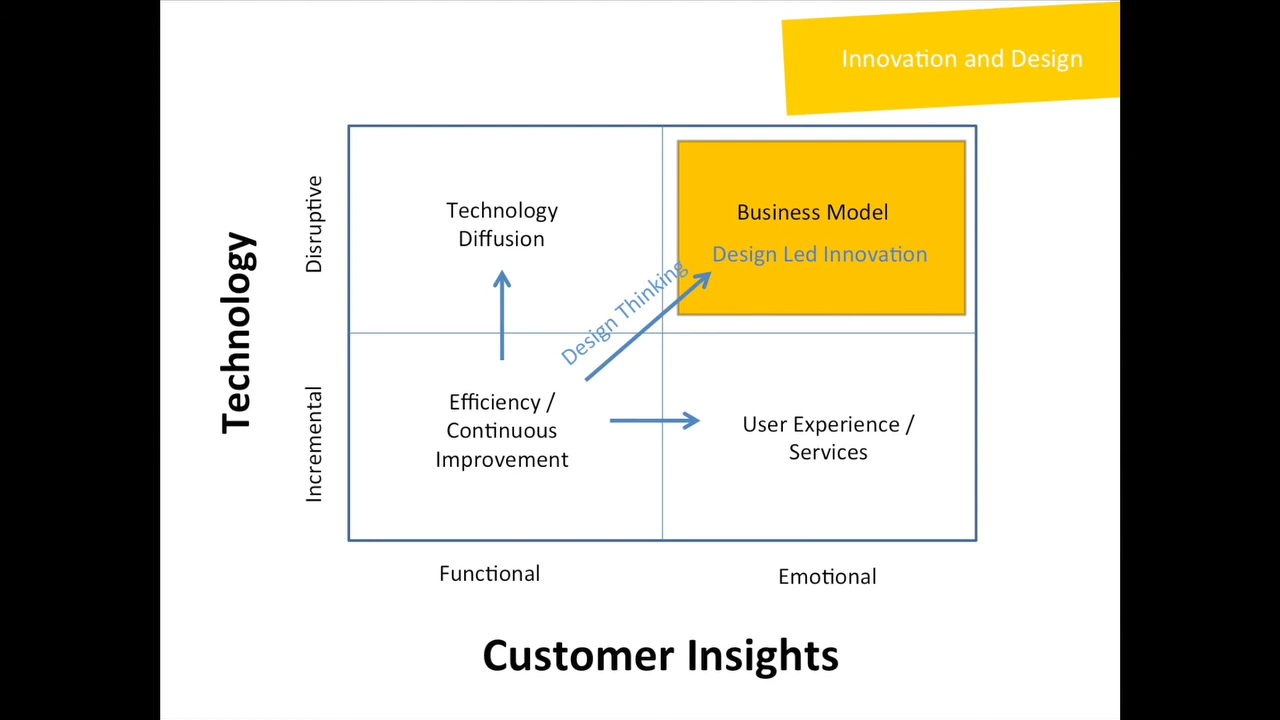 Innovation and Design
Technology
Disruptive
Incremental
Technology
Diffusion
Business Model
Design Led Innovation
Design Thinking
Efficiency /
Continuous
Improvement
User Experience /
Services
Functional
Emotional
Customer Insights